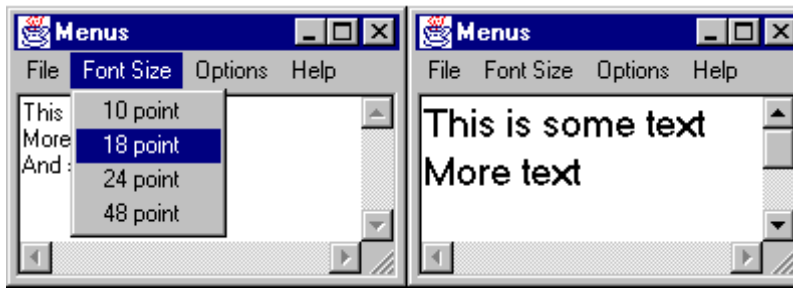 Menus
File Font Size Options Help
This
More
And
10 point
18 point
24 point
48 point
Menus
File Font Size Options Help
This is some text
More text